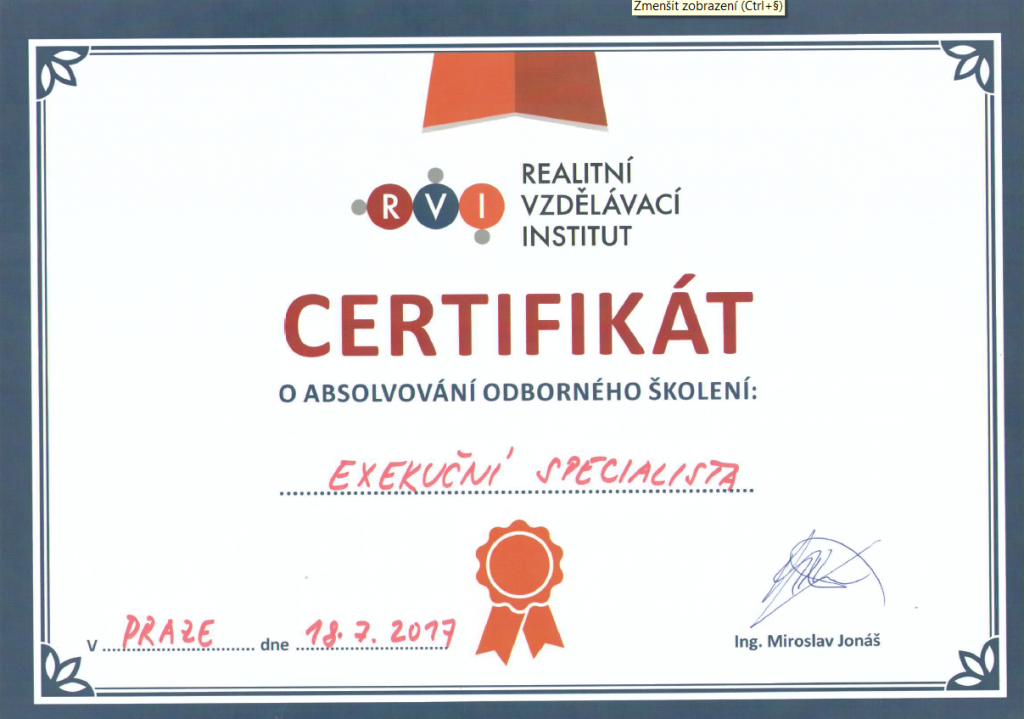 Zmenšit zobrazení (Ctrl+§)
RVI
REALITNÍ
VZDĚLÁVACÍ
INSTITUT
CERTIFIKÁT
O ABSOLVOVÁNÍ ODBORNÉHO ŠKOLENÍ:
EXEKUČNÍ SPECIALISTA
V PRAZE dne 18.7.2017
Ing. Miroslav Jonáš